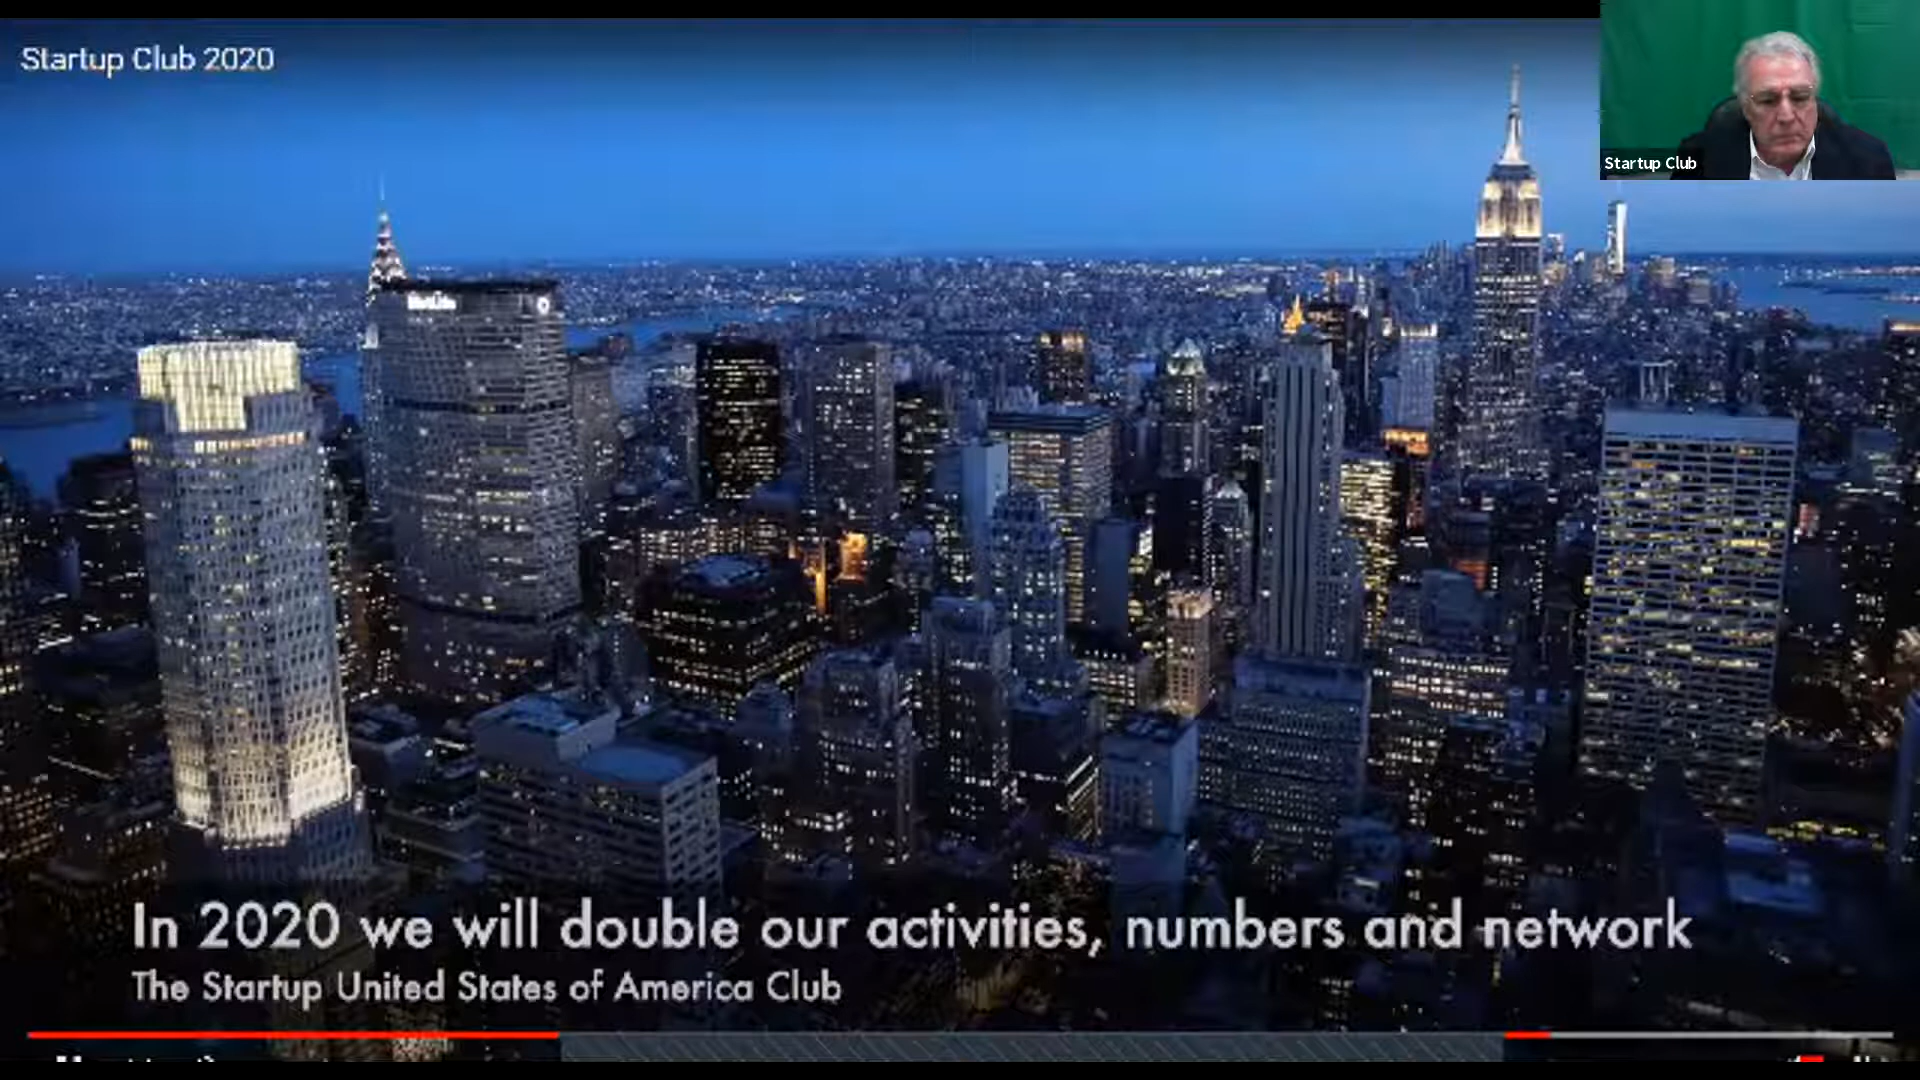 Startup Club 2020
Startup Club
MetLife
In 2020 we will double our activities, numbers and network
The Startup United States of America Club